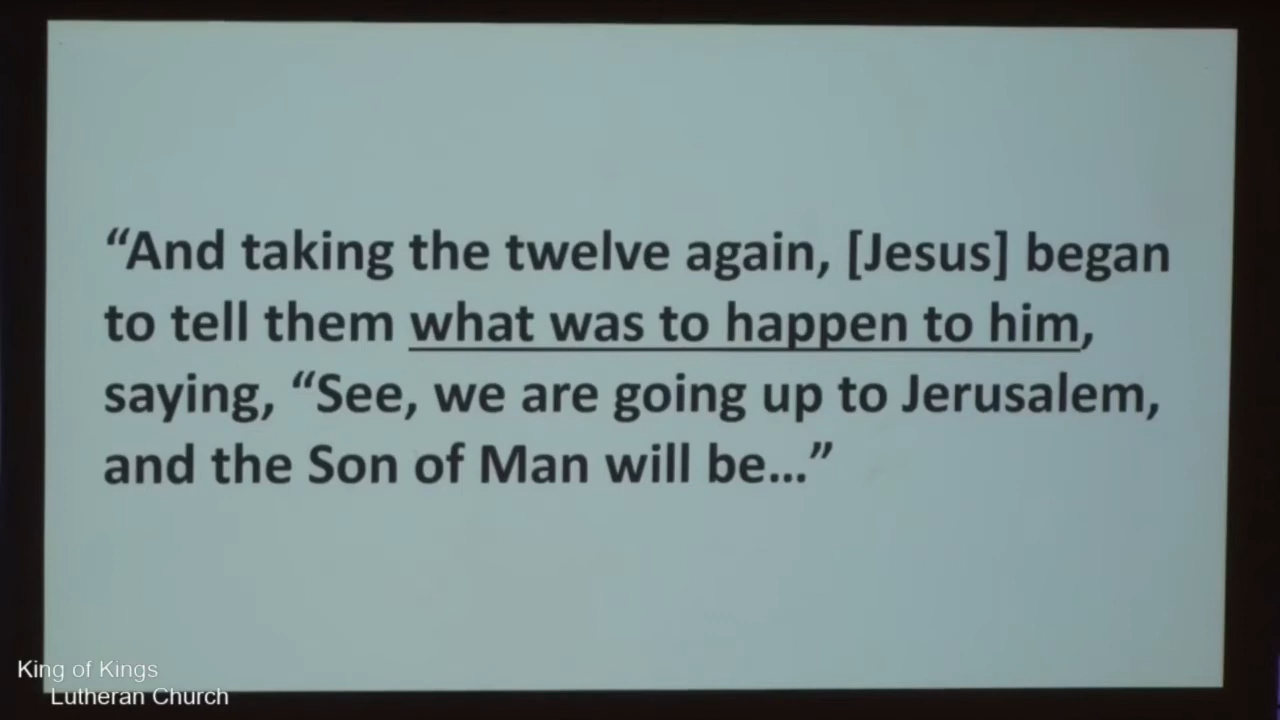 “And taking the twelve again, [Jesus] began
to tell them what was to happen to him,
saying, “See, we are going up to Jerusalem,
and the Son of Man will be…”
King of Kings
Lutheran Church